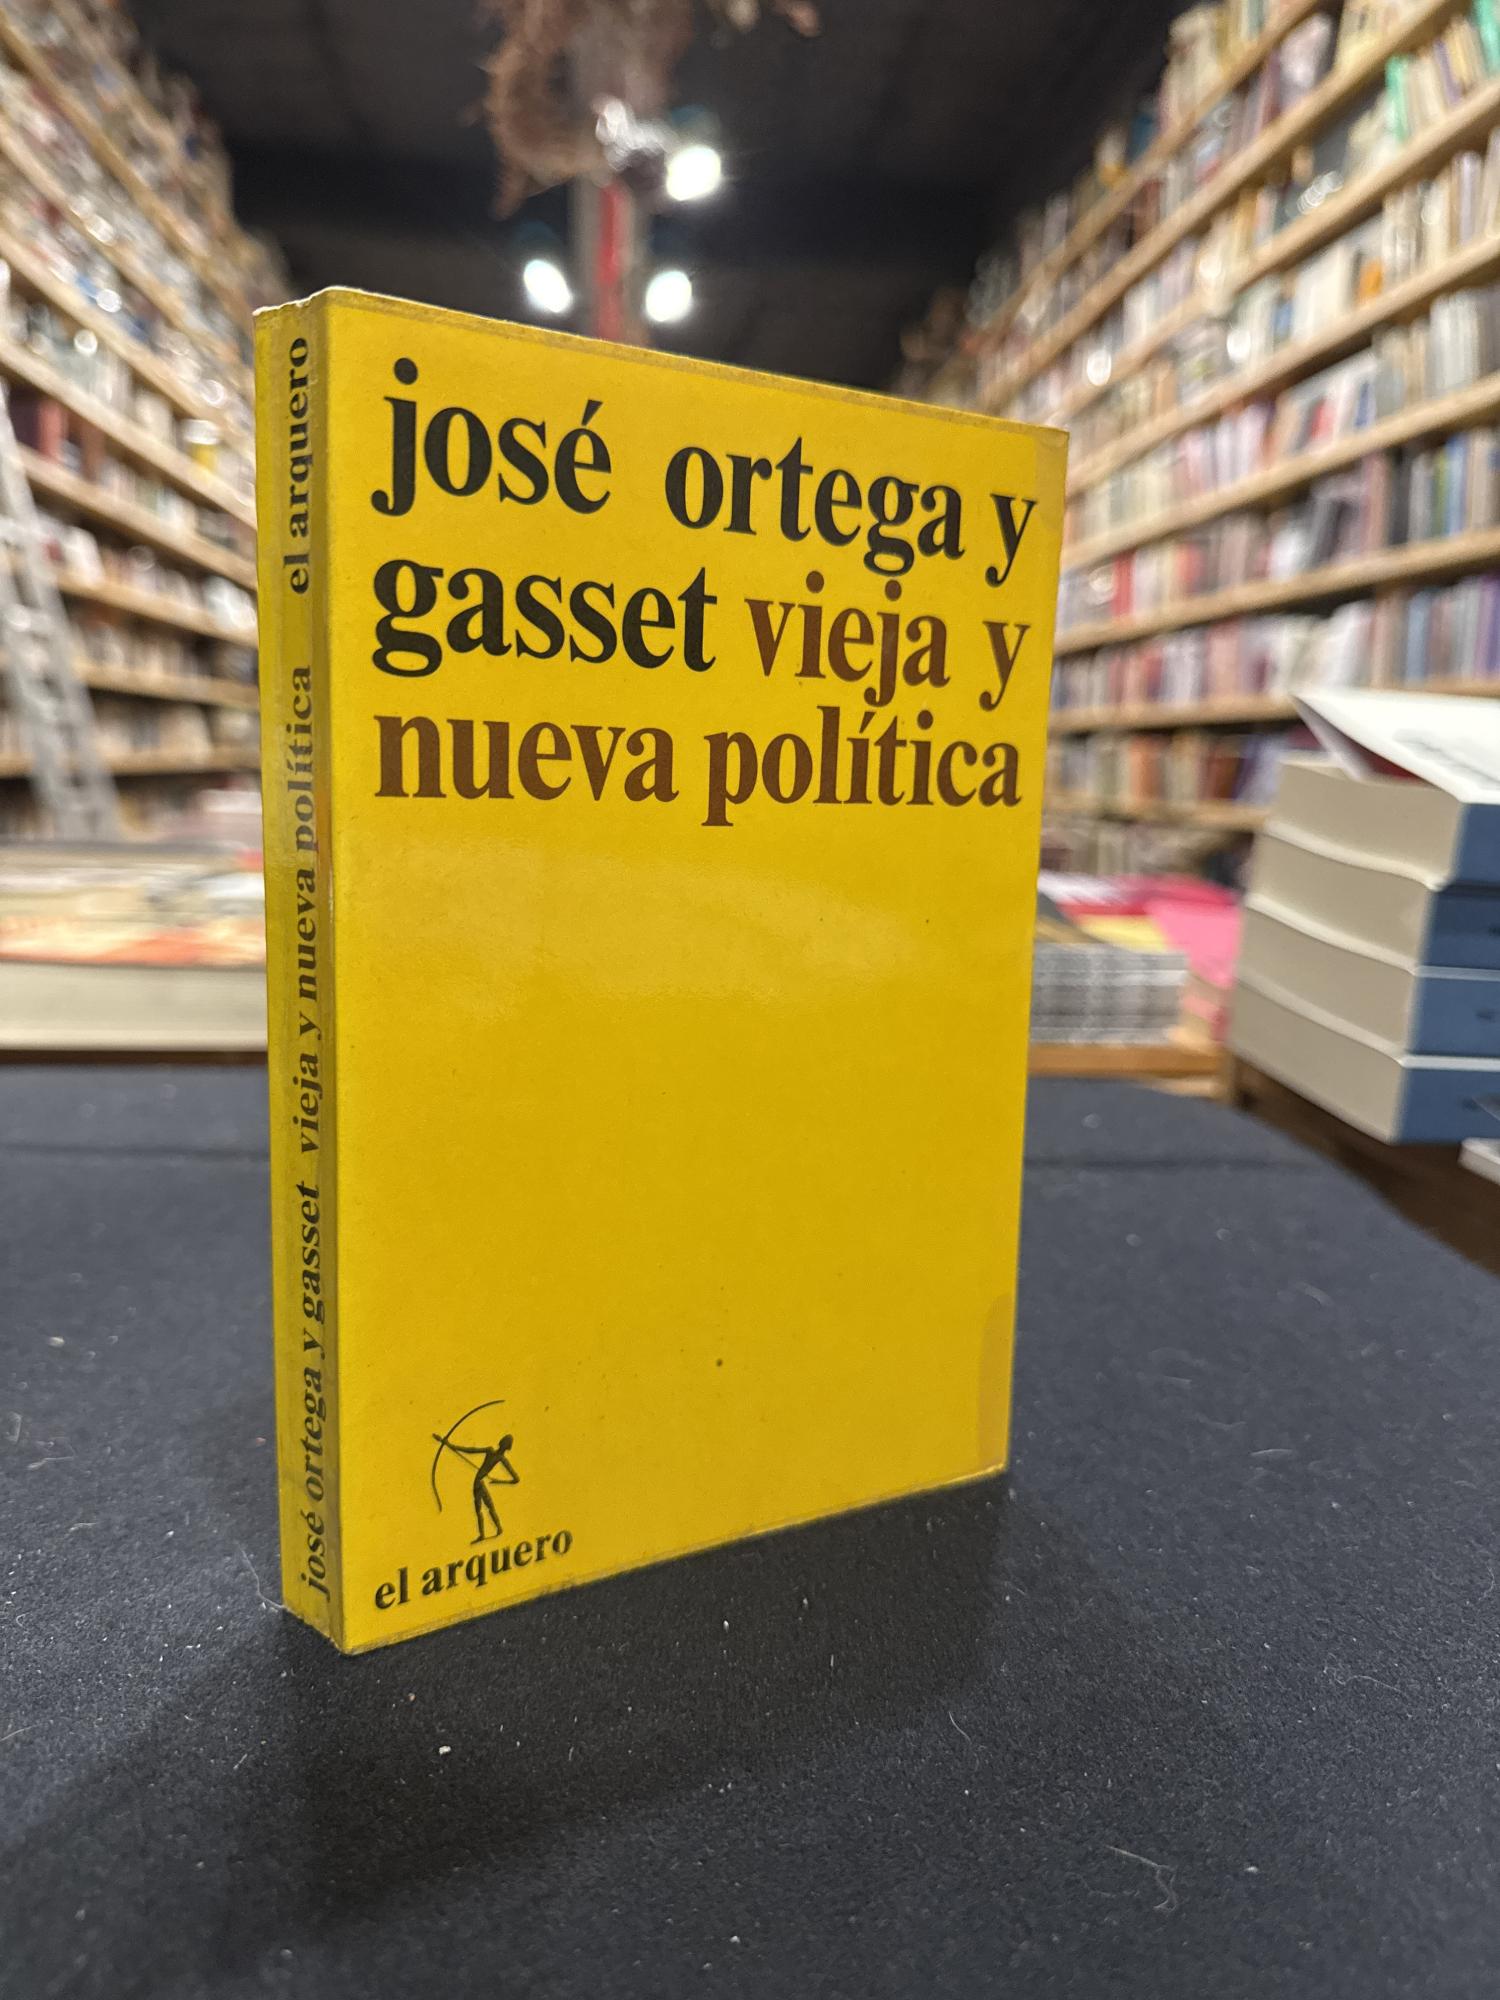 josé ortega y
gasset vieja y
nueva política
el arquero
josé ortega y gasset vieja y nueva política el arquero